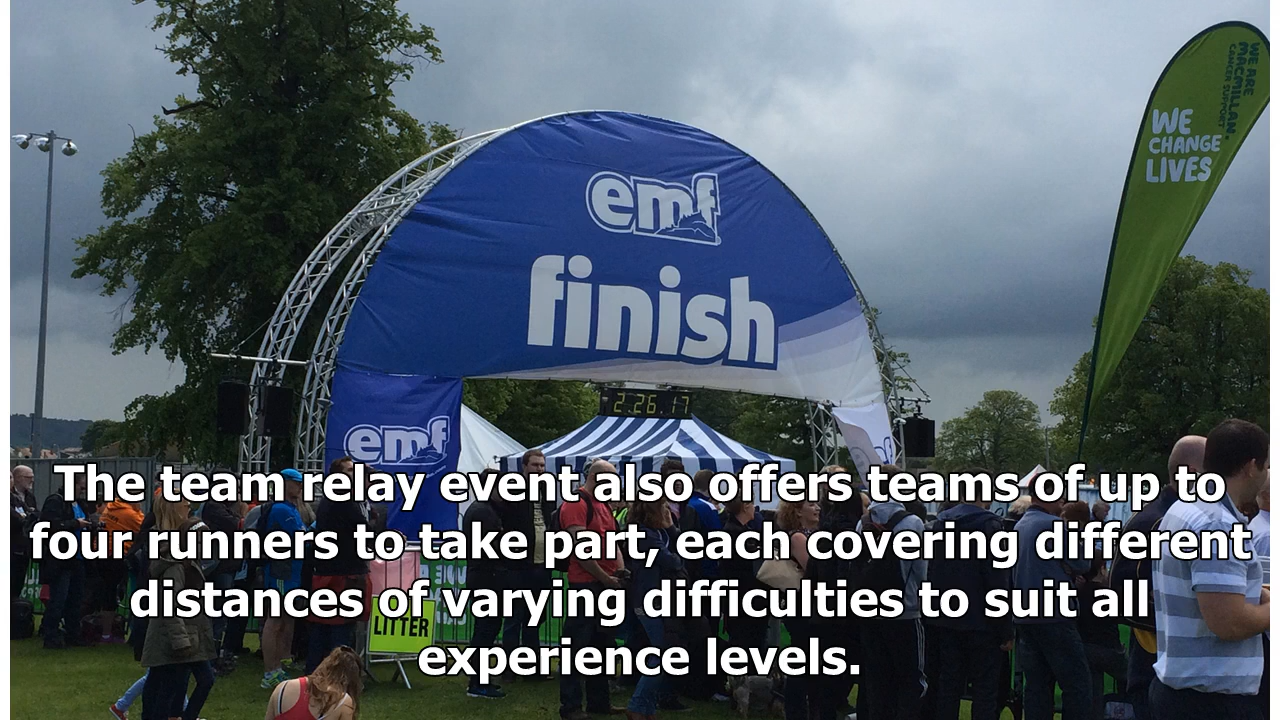 WE ARE
MACMILLAN.
CANCER SUPPORT
WE
CHANGE
LIVES
emf
finish
2.26.17
emf
The team relay event also offers teams of up to
four runners to take part, each covering different
distances of varying difficulties to suit all
experience levels.
LITTER